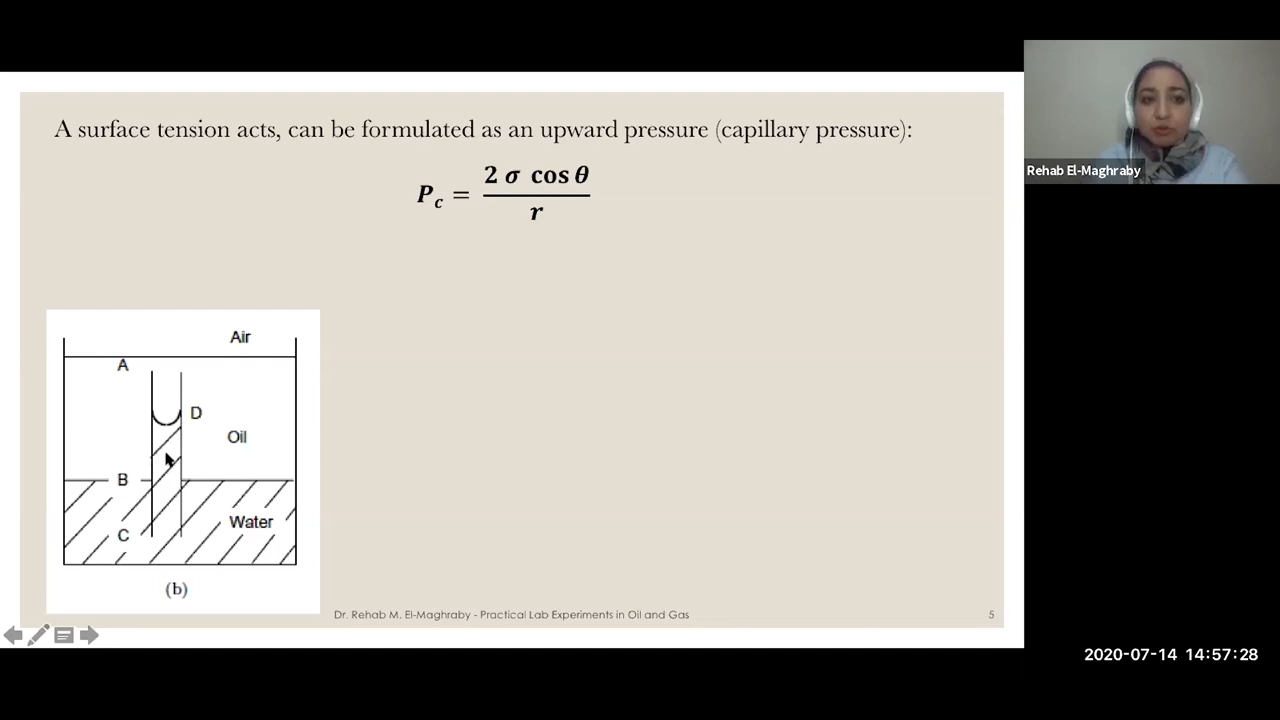 A surface tension acts, can be formulated as an upward pressure (capillary pressure):
P_c = 2 σ cos θ / r
Air
A
D
Oil
B
Water
C
(b)
Dr. Rehab M. El-Maghraby - Practical Lab Experiments in Oil and Gas
5
Rehab El-Maghraby
2020-07-14 14:57:28